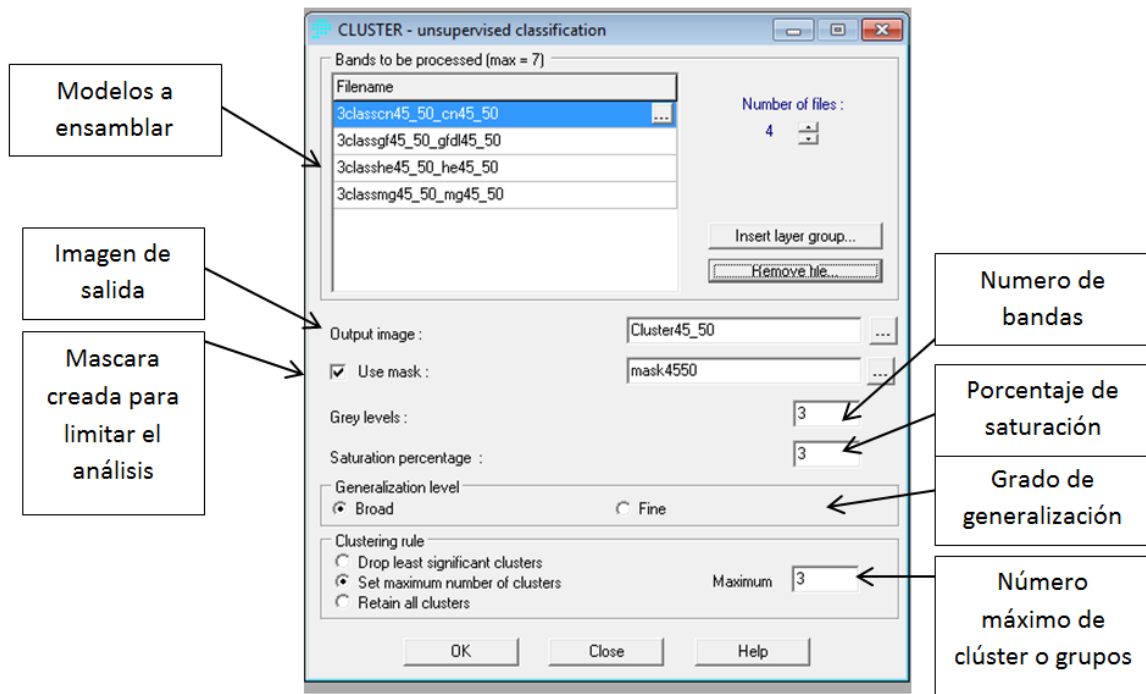 CLUSTER - unsupervised classification
Bands to be processed (max = 7)
Filename
3classcn45_50_cn45_50
...
3classgf45_50_gfdl45_50
3classhe45_50_he45_50
3classmg45_50_mg45_50
Number of files :
4
Insert layer group...
Remove file...
Output image :
Cluster45_50
...
Use mask :
mask4550
...
Grey levels :
3
Saturation percentage :
3
Generalization level
Broad
Fine
Clustering rule
Drop least significant clusters
Set maximum number of clusters
Retain all clusters
Maximum
3
OK
Close
Help
Modelos a
ensamblar
Imagen de
salida
Mascara
creada para
limitar el
análisis
Numero de
bandas
Porcentaje de
saturación
Grado de
generalización
Número
máximo de
clúster o grupos